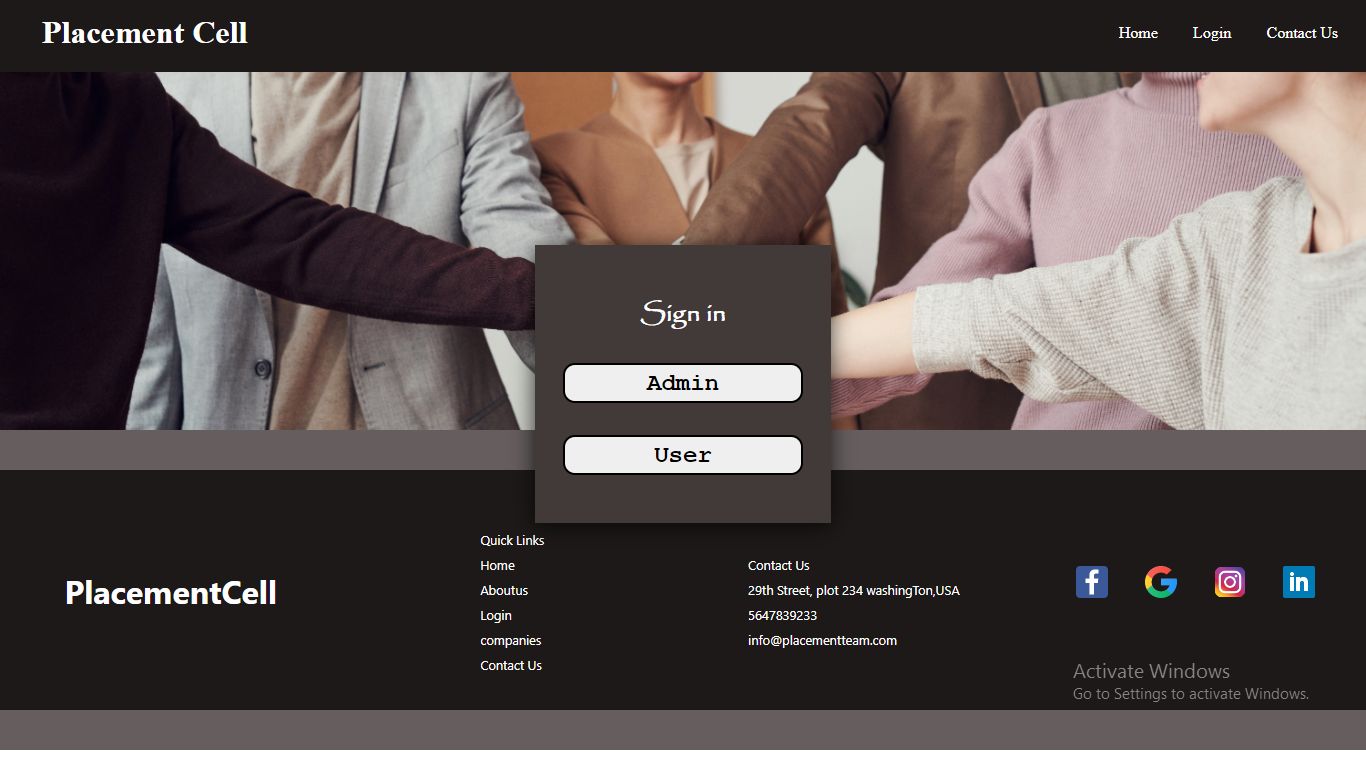 Placement Cell
Home
Login
Contact Us
Sign in
Admin
User
PlacementCell
Quick Links
Home
Aboutus
Login
companies
Contact Us
Contact Us
29th Street, plot 234 washingTon,USA
5647839233
info@placementteam.com
f
G
in
Activate Windows
Go to Settings to activate Windows.